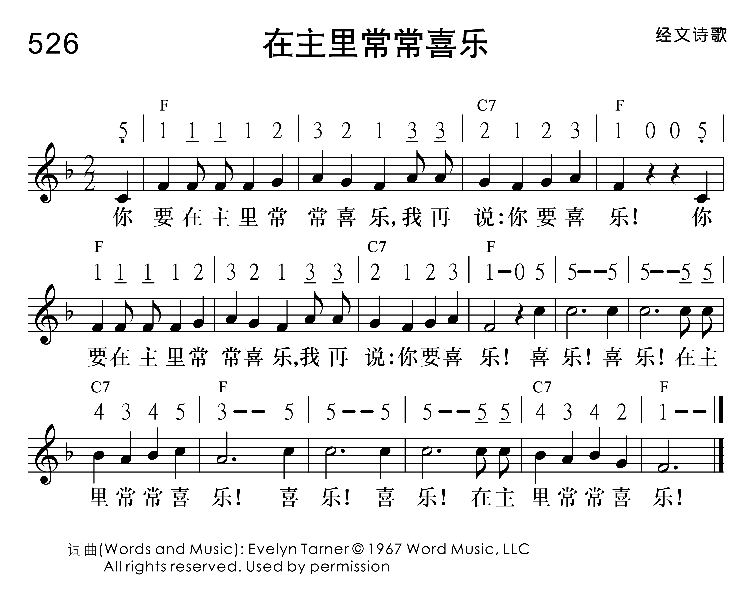 526 在主里常常喜乐 经文诗歌
F C7 F
5̣ | 1 1 1 1 2 | 3 2 1 3 3 | 2 1 2 3 | 1 0 0 5̣ |
2
2
你 要在主里常 常喜乐,我再 说:你要喜 乐! 你
F C7 F
1 1 1 1 2 | 3 2 1 3 3 | 2 1 2 3 | 1–0 5 | 5––5 | 5––5 5 |
要在主里常 常喜乐,我再 说:你要喜 乐! 喜乐! 喜乐! 在主
C7 F C7 F
4 3 4 5 | 3–– 5 | 5–– 5 | 5––5 5 | 4 3 4 2 | 1––‖
里常常喜 乐! 喜 乐! 喜 乐! 在主 里常常喜 乐!
词曲(Words and Music): Evelyn Tarner © 1967 Word Music, LLC
All rights reserved. Used by permission